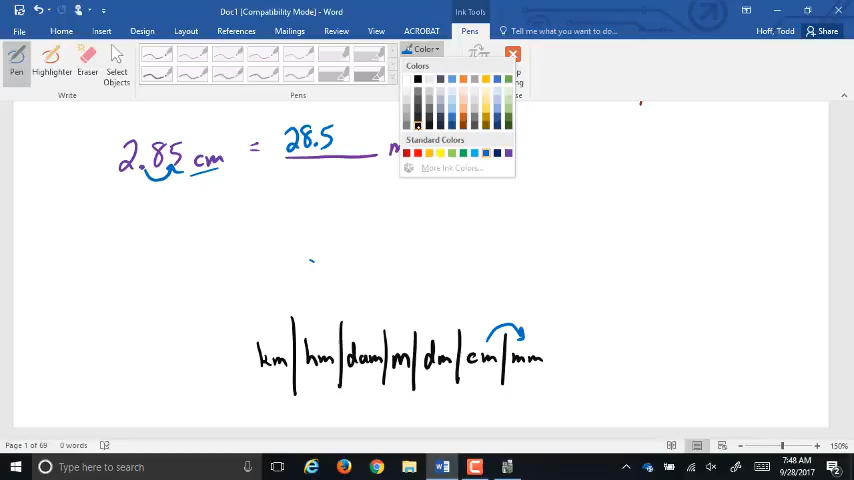 Doc1 [Compatibility Mode] - Word
Ink Tools
Hoff, Todd
File Home Insert Draw Design Layout References Mailings Review View ACROBAT Pens Tell me what you want to do... Share
Pen Highlighter Eraser Select Objects
Color
Write
Pens
Colors
Standard Colors
More Ink Colors...
2.85 cm = 28.5
km | hm | dam | m | dm | cm | mm
Page 1 of 69 0 words
150%
Type here to search
7:48 AM
9/28/2017
2